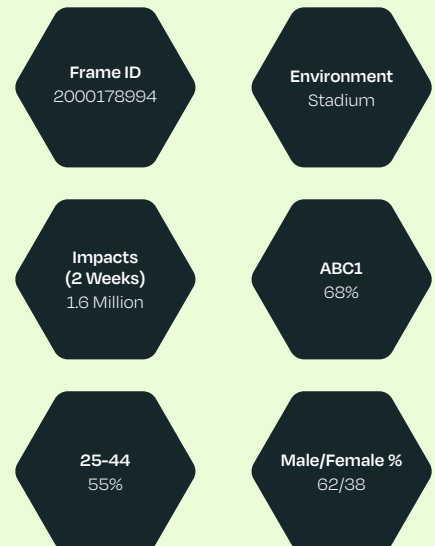 Frame ID
2000178994
Environment
Stadium
Impacts
(2 Weeks)
1.6 Million
ABC1
68%
25-44
55%
Male/Female %
62/38